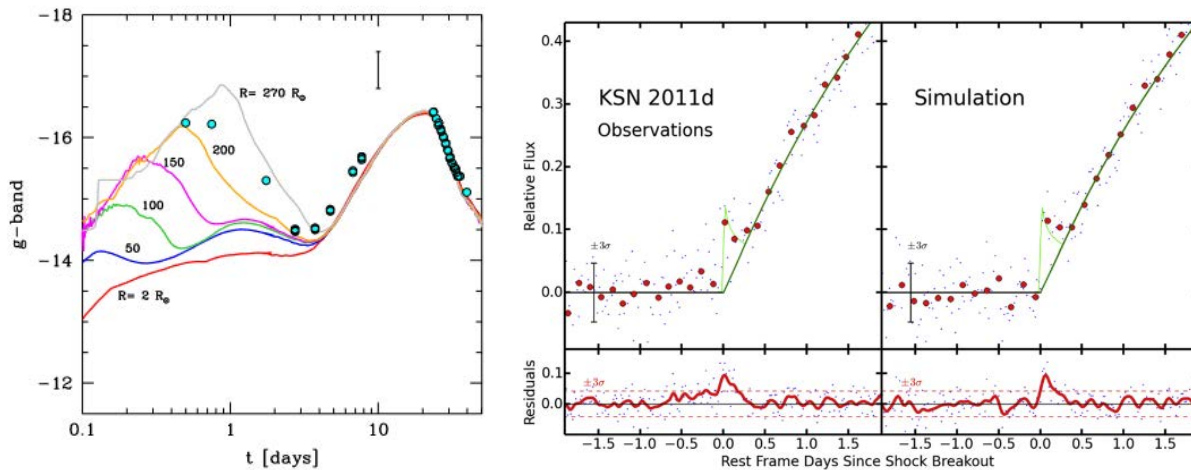 -18
-16
-14
-12
g-band
R= 270 R⊙
200
150
100
50
R= 2 R⊙
0.1
1
10
t [days]
0.4
0.3
0.2
0.1
0.0
Relative Flux
KSN 2011d
Observations
±3σ
Simulation
±3σ
0.1
0.0
Residuals
±3σ
±3σ
−1.5 −1.0 −0.5 0.0 0.5 1.0 1.5
−1.5 −1.0 −0.5 0.0 0.5 1.0 1.5
Rest Frame Days Since Shock Breakout